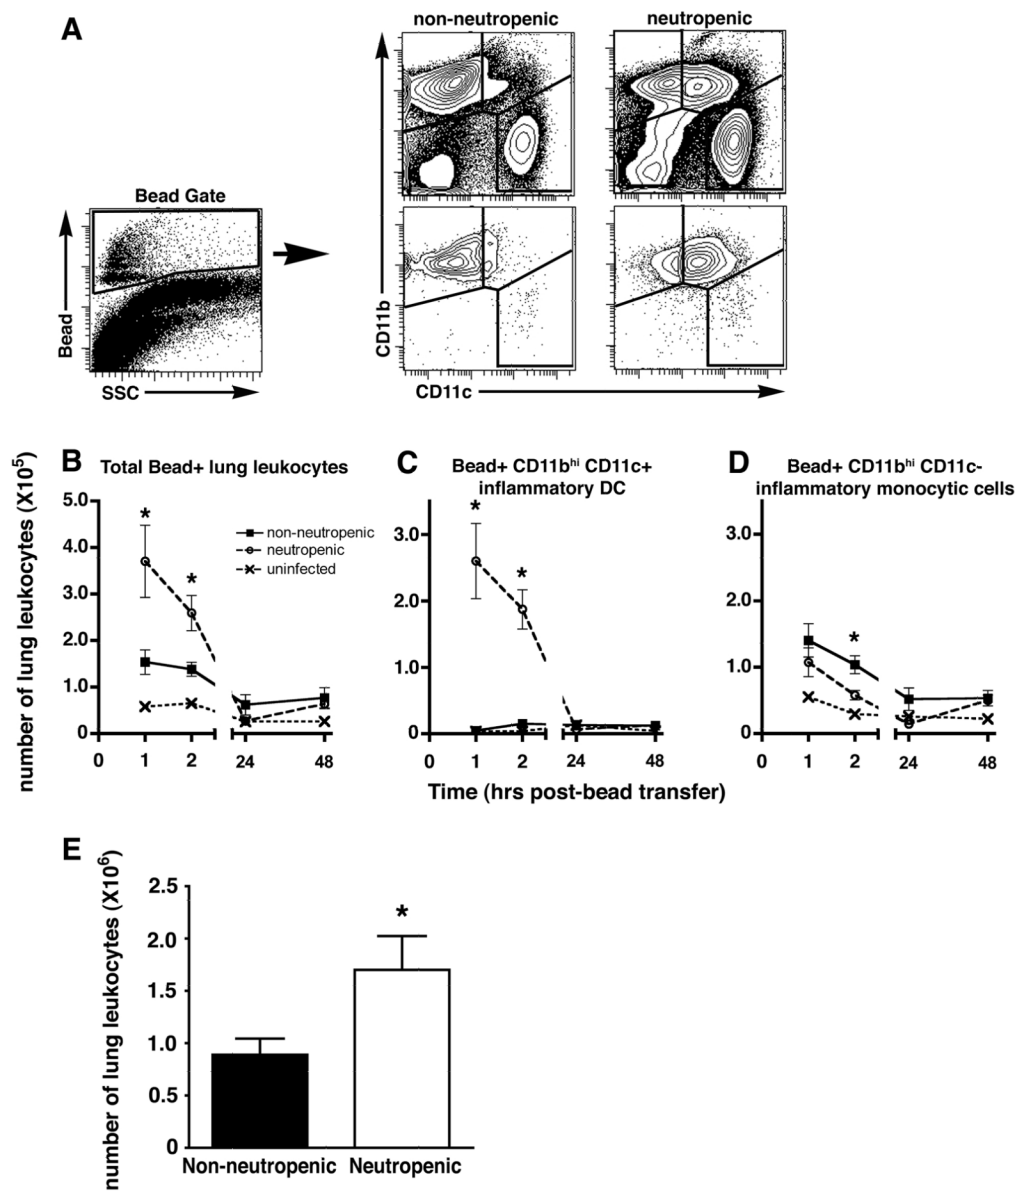 A
non-neutropenic
neutropenic
Bead Gate
Bead
SSC
CD11b
CD11c
B
Total Bead+ lung leukocytes
number of lung leukocytes (X10⁵)
5.0
4.0
3.0
2.0
1.0
0
0
1
2
24
48
non-neutropenic
neutropenic
uninfected
*
*
C
Bead+ CD11bʰⁱ CD11c+
inflammatory DC
3.0
2.0
1.0
0
0
1
2
24
48
*
*
Time (hrs post-bead transfer)
D
Bead+ CD11bʰⁱ CD11c-
inflammatory monocytic cells
3.0
2.0
1.0
0
0
1
2
24
48
*
E
number of lung leukocytes (X10⁶)
2.5
2.0
1.5
1.0
0.5
0
*
Non-neutropenic
Neutropenic